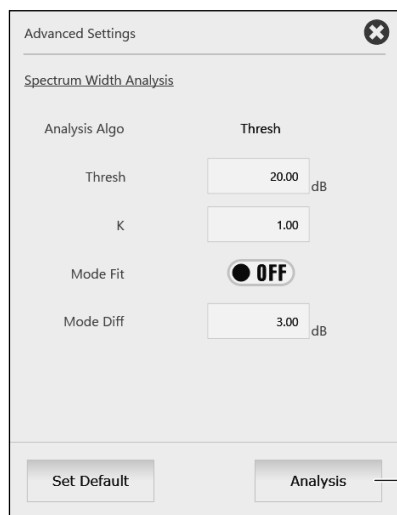 Advanced Settings
Spectrum Width Analysis
Analysis Algo Thresh
Thresh 20.00 dB
K 1.00
Mode Fit OFF
Mode Diff 3.00 dB
Set Default Analysis